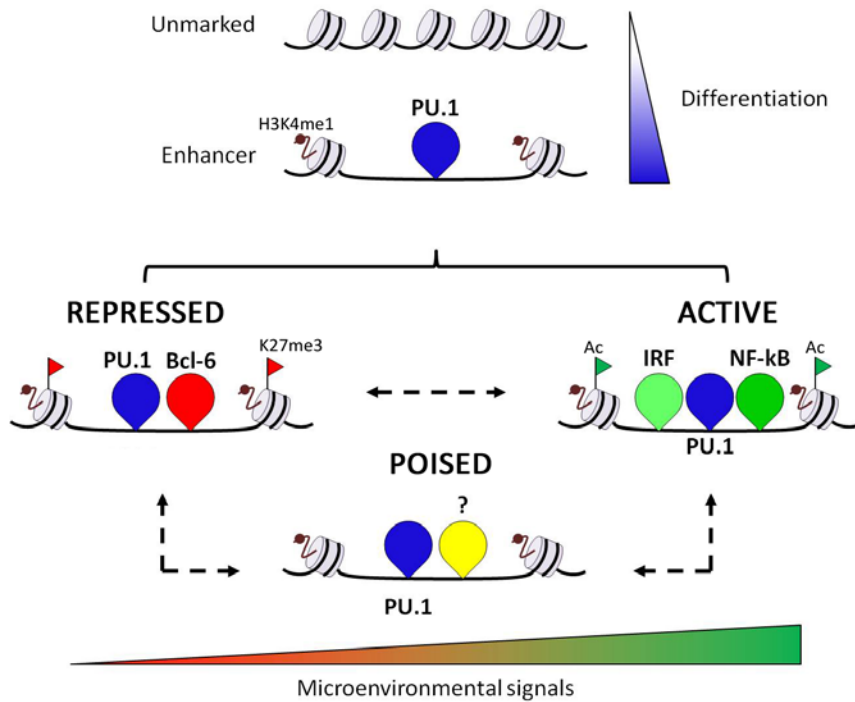 Unmarked
Differentiation
PU.1
H3K4me1
Enhancer
REPRESSED
ACTIVE
PU.1 Bcl-6
K27me3
Ac
IRF
NF-kB
Ac
PU.1
POISED
?
PU.1
Microenvironmental signals